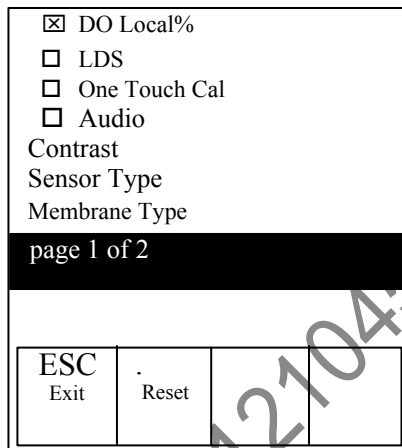 ☒ DO Local%
☐ LDS
☐ One Touch Cal
☐ Audio
Contrast
Sensor Type
Membrane Type
page 1 of 2
ESC .
Exit Reset